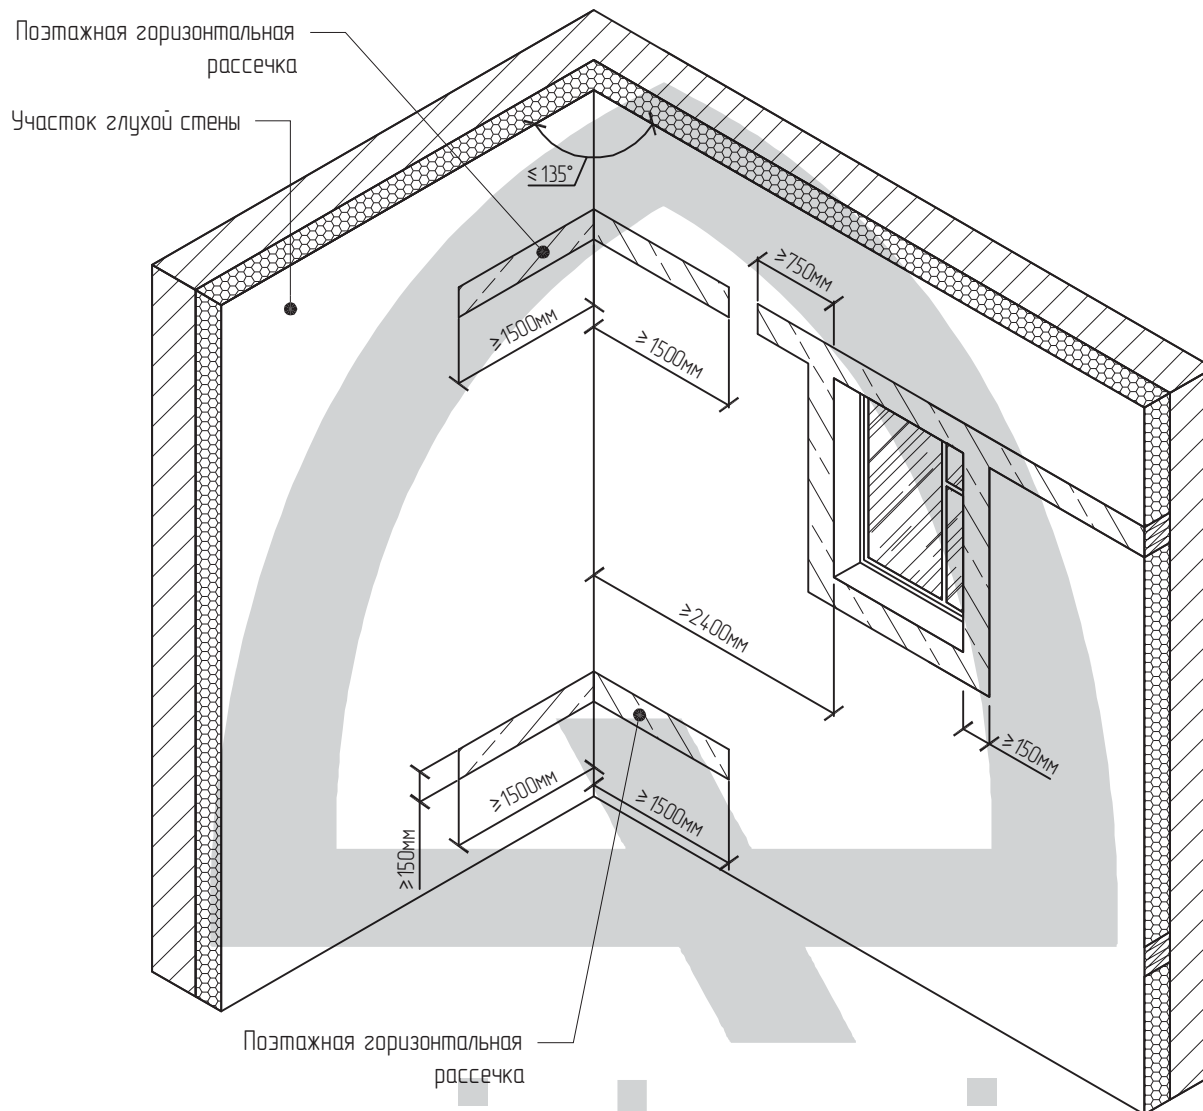 Поэтажная горизонтальная
рассечка
Участок глухой стены
≤135°
≥1500мм
≥1500мм
≥750мм
≥2400мм
≥150мм
≥1500мм
≥1500мм
≥150мм
Поэтажная горизонтальная
рассечка